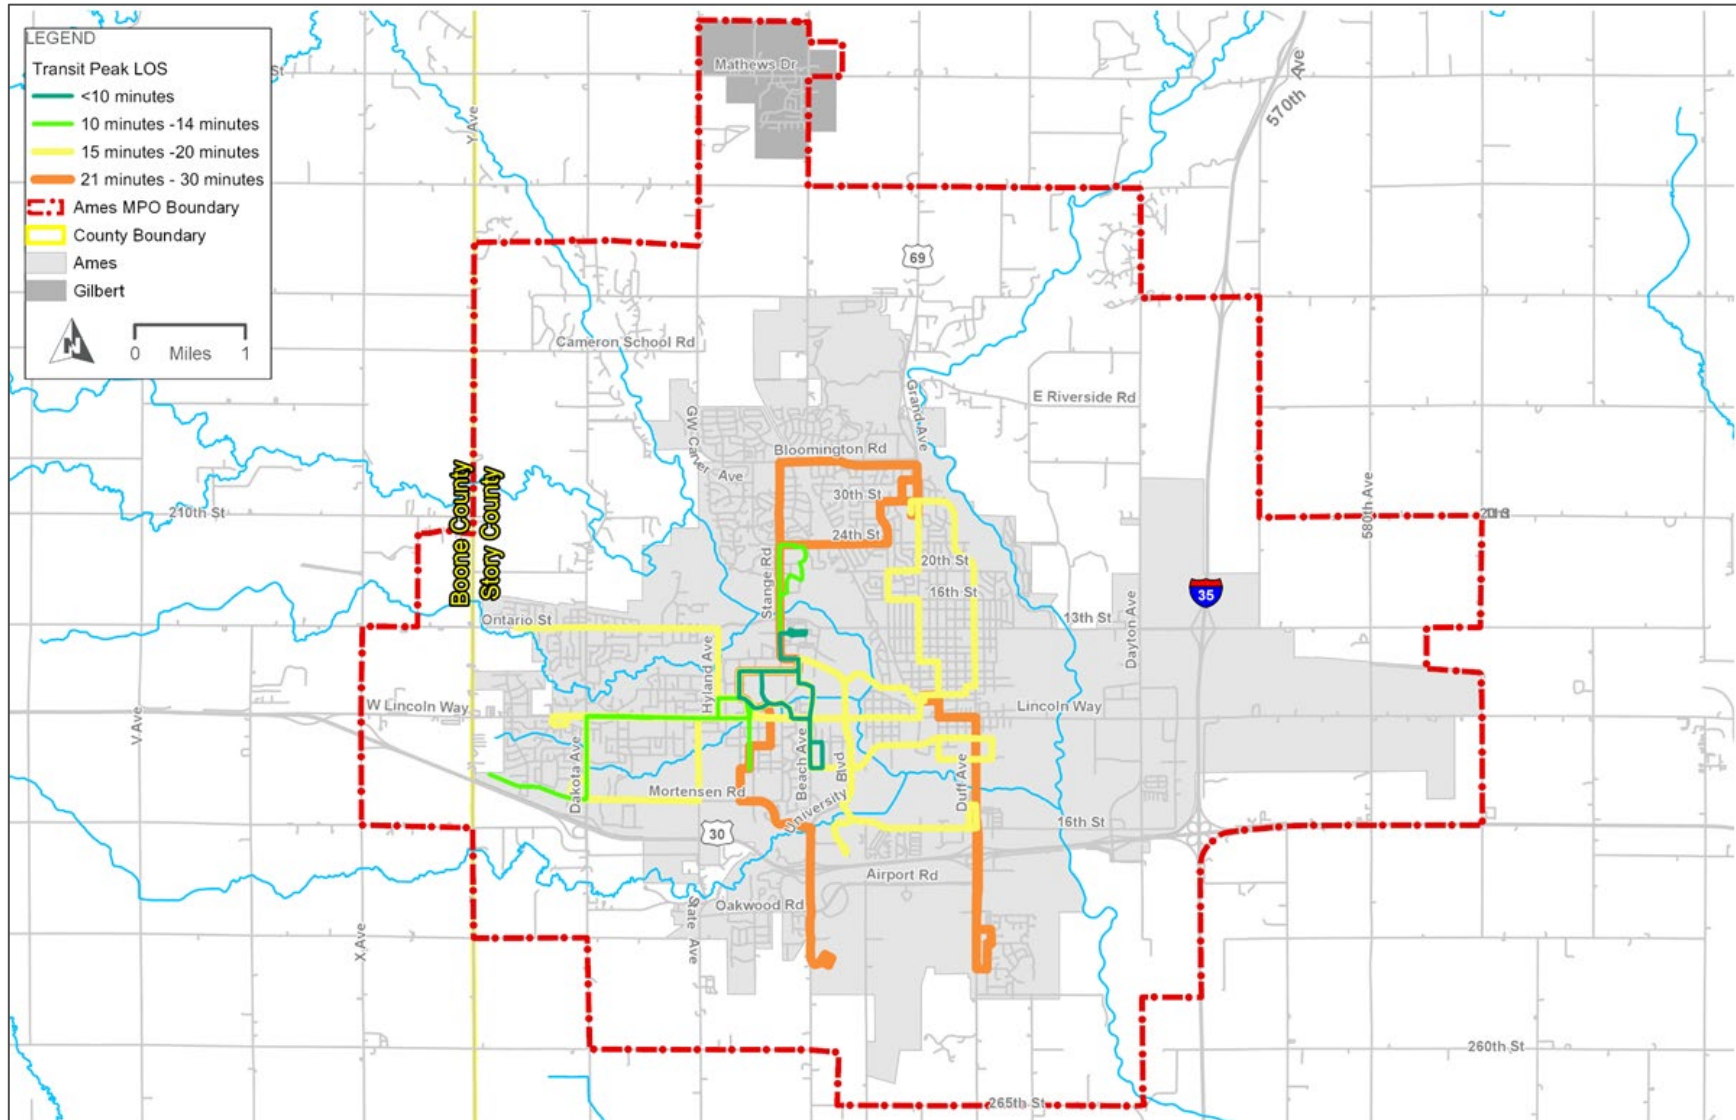 LEGEND
Transit Peak LOS
<10 minutes
10 minutes -14 minutes
15 minutes -20 minutes
21 minutes - 30 minutes
Ames MPO Boundary
County Boundary
Ames
Gilbert
N
0 Miles 1
St
Mathews Dr
Y Ave
570th Ave
69
Cameron School Rd
Grand Ave
E Riverside Rd
GW Carver Ave
Bloomington Rd
30th St
580th Ave
Boone County
Story County
210th St
24th St
Stange Rd
20th St
16th St
35
Ontario St
13th St
Dayton Ave
Hyland Ave
W Lincoln Way
Lincoln Way
V Ave
Dakota Ave
Beach Ave
University Blvd
Duff Ave
Mortensen Rd
30
16th St
Airport Rd
Oakwood Rd
State Ave
X Ave
260th St
265th St